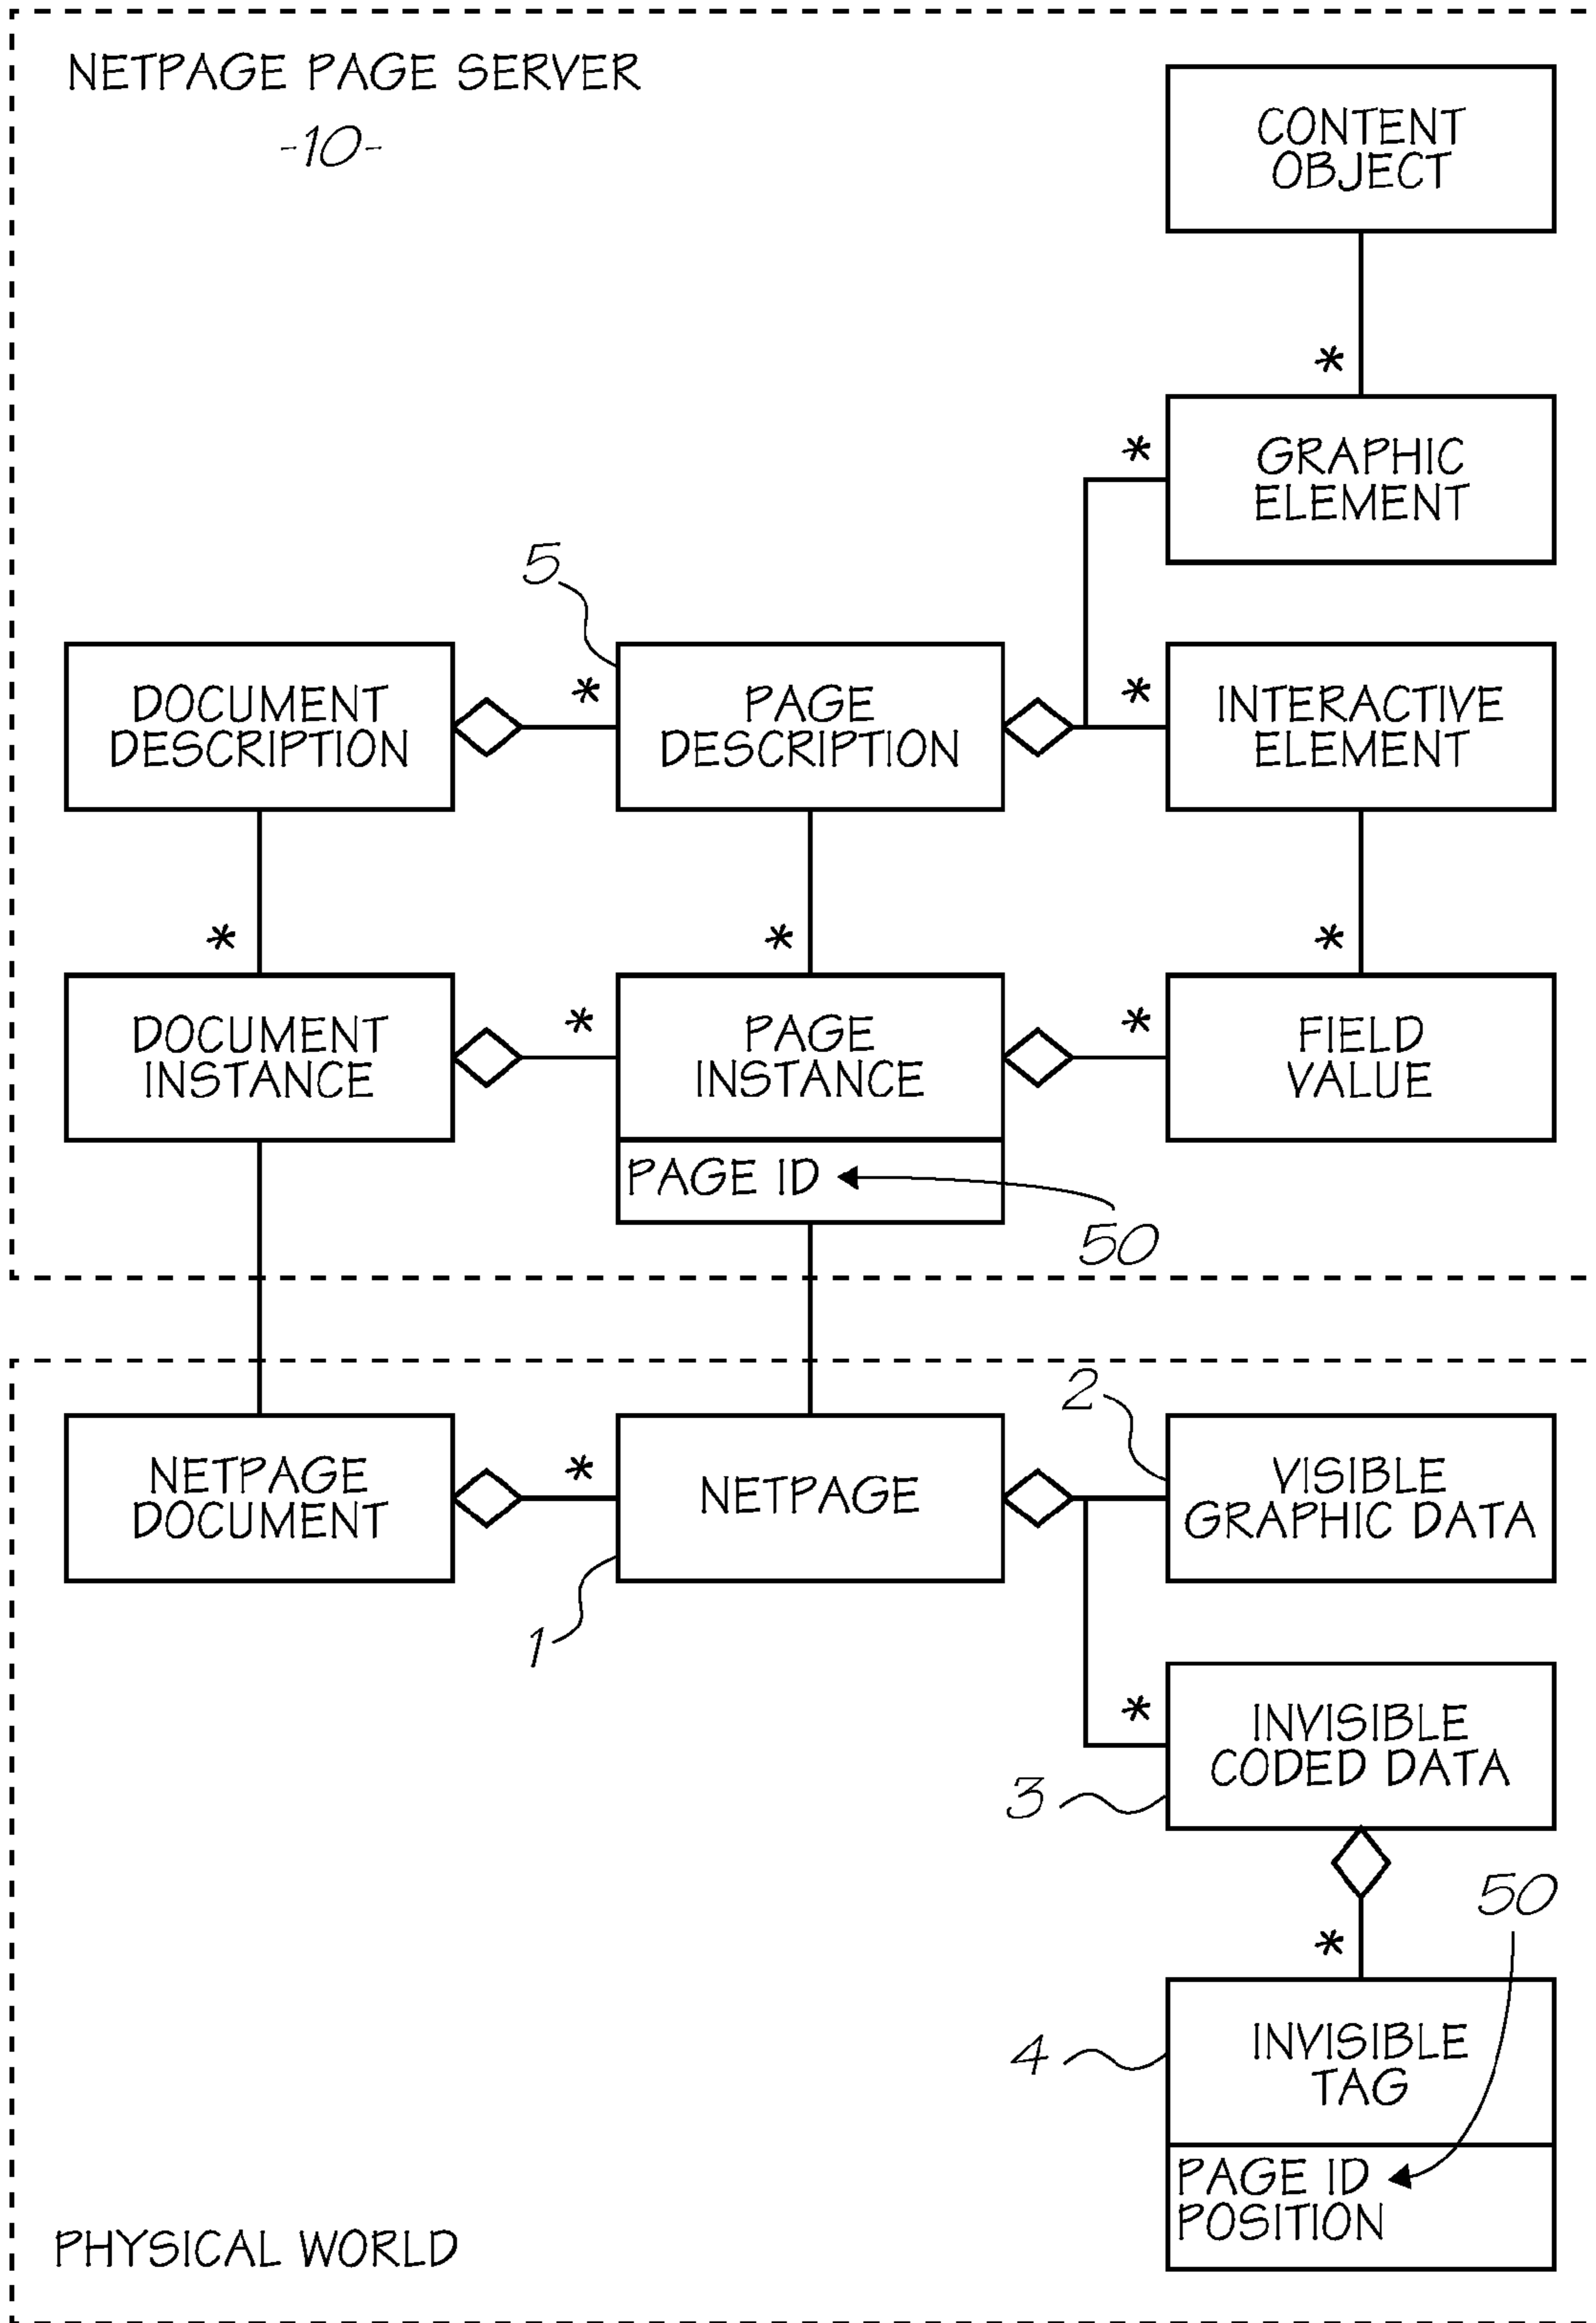 NETPAGE PAGE SERVER
-10-
CONTENT
OBJECT
*
*
GRAPHIC
ELEMENT
5
DOCUMENT
DESCRIPTION
*
PAGE
DESCRIPTION
*
INTERACTIVE
ELEMENT
*
*
*
DOCUMENT
INSTANCE
*
PAGE
INSTANCE
*
FIELD
VALUE
PAGE ID
50
2
NETPAGE
DOCUMENT
*
NETPAGE
VISIBLE
GRAPHIC DATA
1
*
INVISIBLE
CODED DATA
3
50
*
4
INVISIBLE
TAG
PAGE ID
POSITION
PHYSICAL WORLD